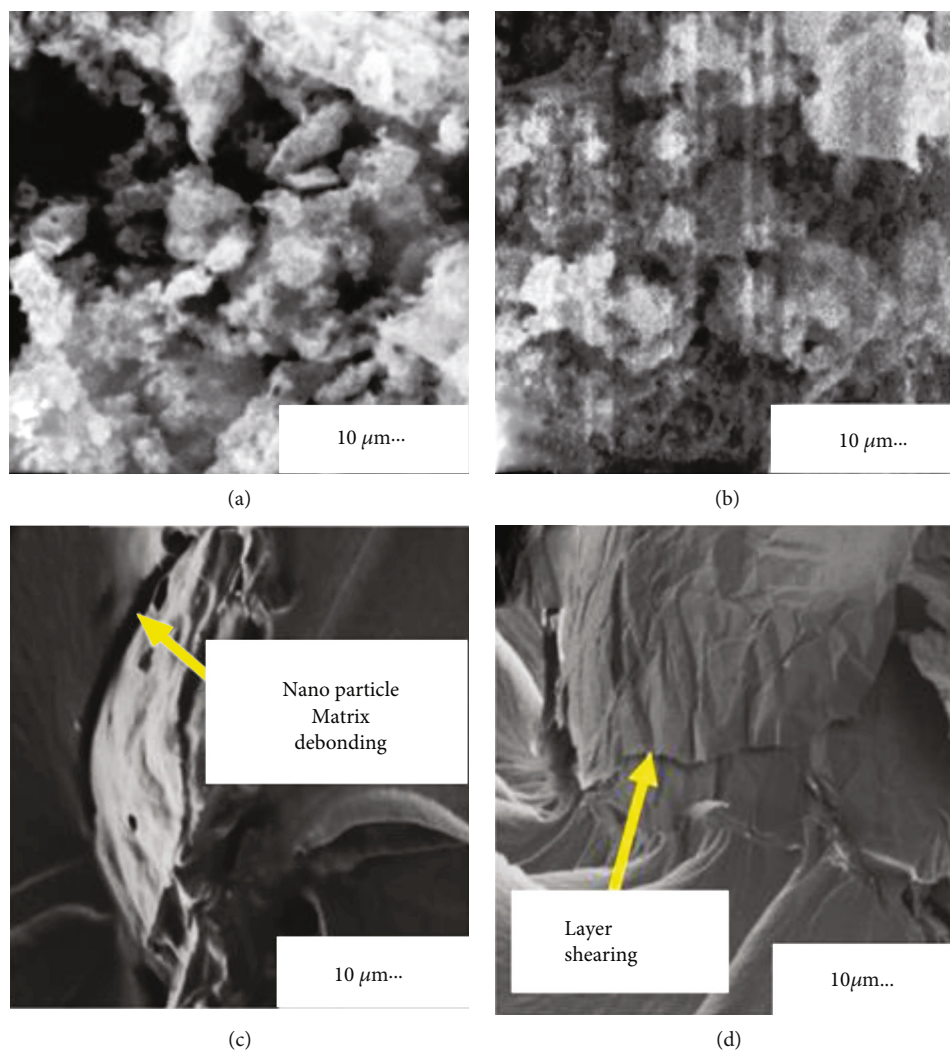 10 μm...
10 μm...
(a)
(b)
Nano particle
Matrix
debonding
10 μm...
Layer
shearing
10μm...
(c)
(d)